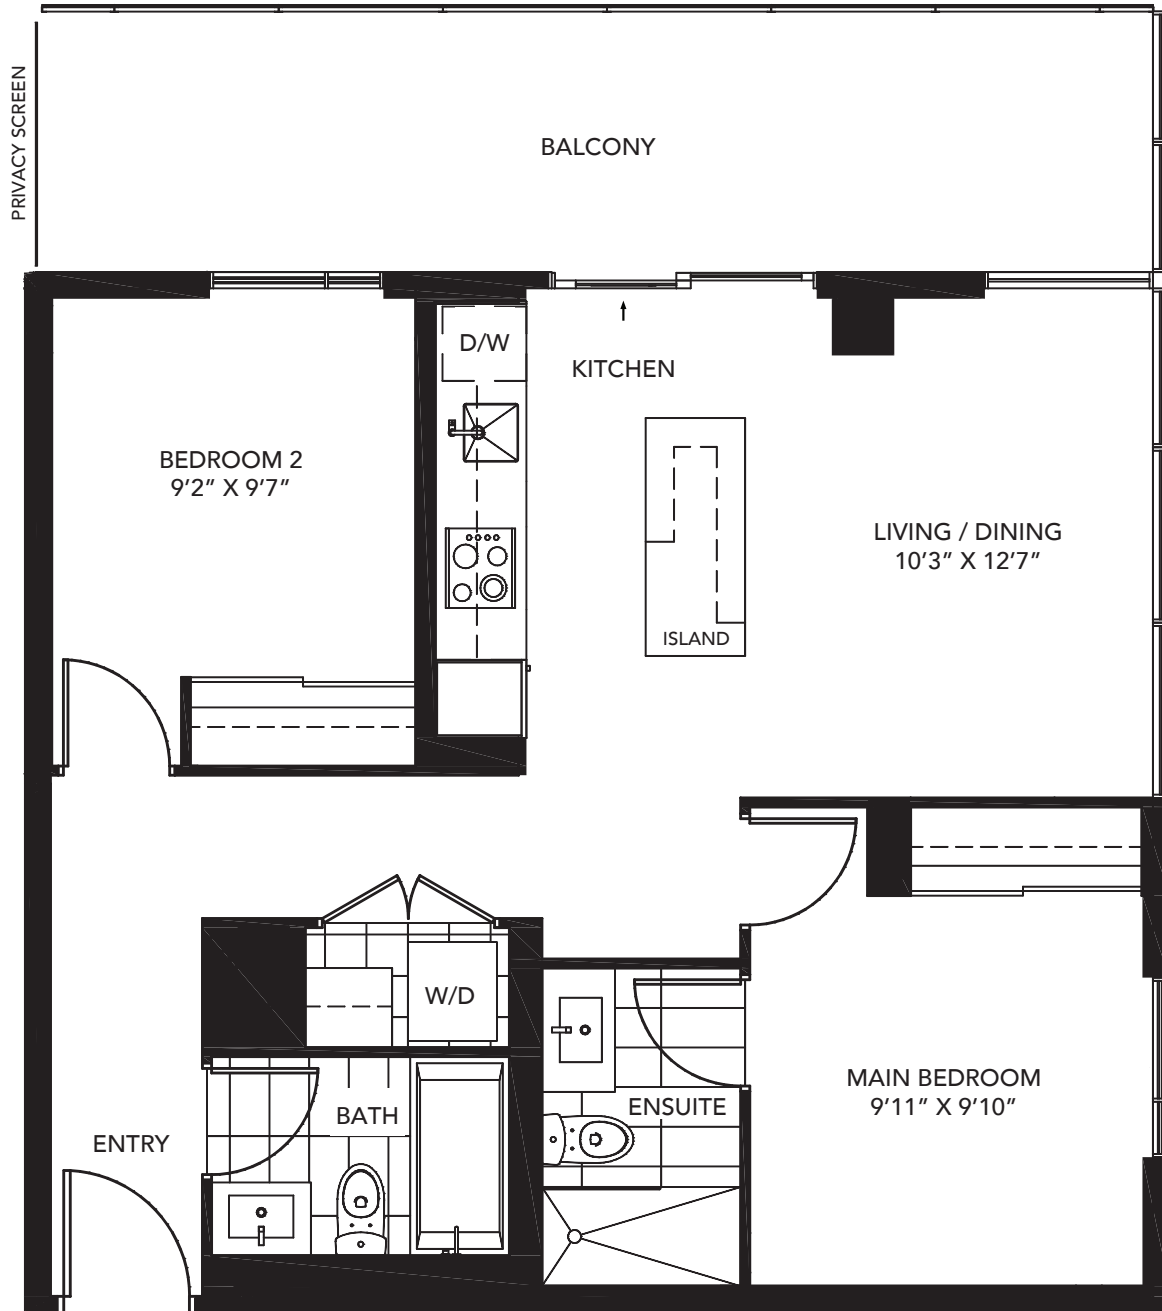 PRIVACY SCREEN
BALCONY
D/W
KITCHEN
BEDROOM 2
9’2” X 9’7”
LIVING / DINING
10’3” X 12’7”
ISLAND
W/D
MAIN BEDROOM
9’11” X 9’10”
ENSUITE
BATH
ENTRY